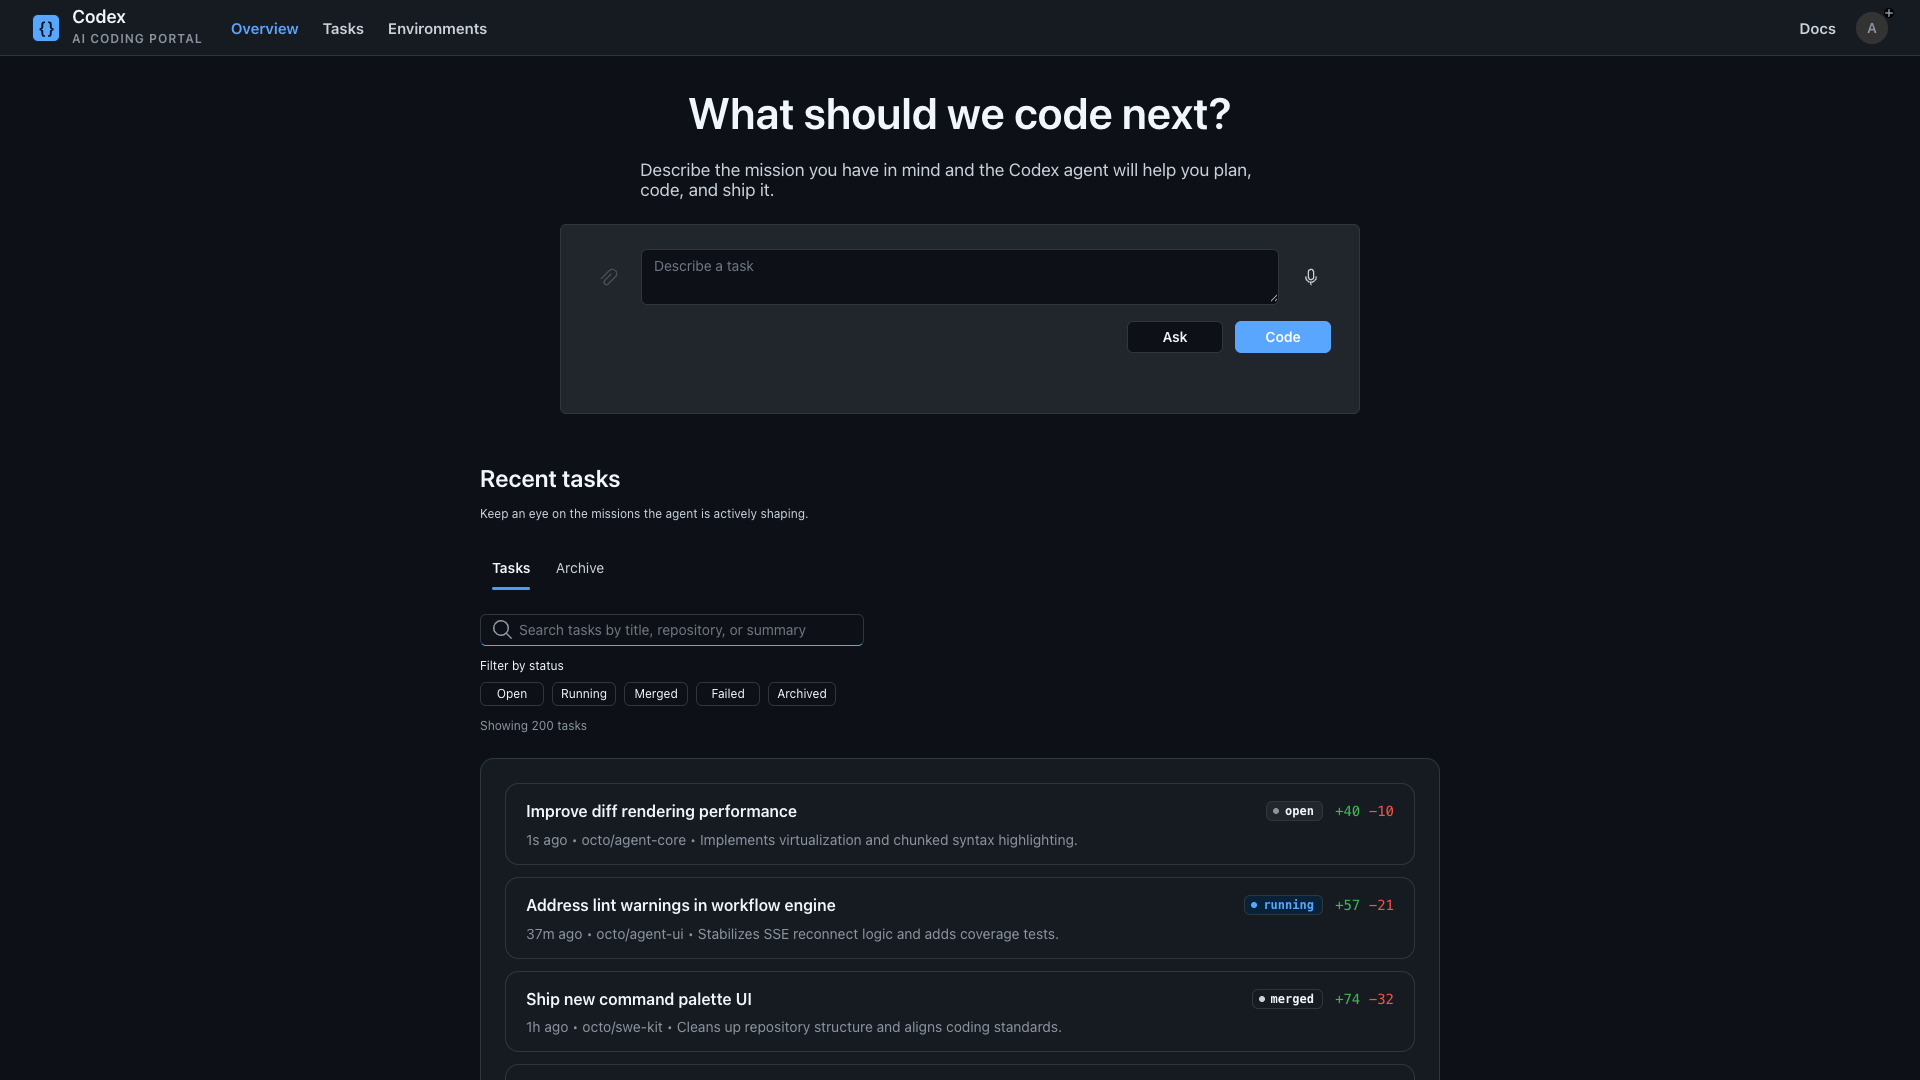 {}
Codex
AI CODING PORTAL
Overview
Tasks
Environments
Docs
A
+
What should we code next?
Describe the mission you have in mind and the Codex agent will help you plan,
code, and ship it.
Describe a task
Ask
Code
Recent tasks
Keep an eye on the missions the agent is actively shaping.
Tasks
Archive
Search tasks by title, repository, or summary
Filter by status
Open
Running
Merged
Failed
Archived
Showing 200 tasks
Improve diff rendering performance
open
+40 −10
1s ago • octo/agent-core • Implements virtualization and chunked syntax highlighting.
Address lint warnings in workflow engine
running
+57 −21
37m ago • octo/agent-ui • Stabilizes SSE reconnect logic and adds coverage tests.
Ship new command palette UI
merged
+74 −32
1h ago • octo/swe-kit • Cleans up repository structure and aligns coding standards.